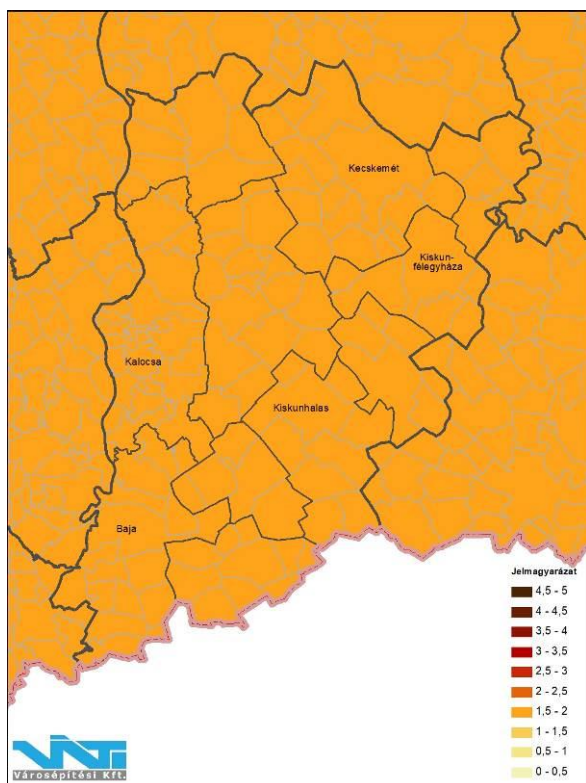 Kecskemét
Kiskun-
félegyháza
Kalocsa
Kiskunhalas
Baja
Jelmagyarázat
4,5 - 5
4 - 4,5
3,5 - 4
3 - 3,5
2,5 - 3
2 - 2,5
1,5 - 2
1 - 1,5
0,5 - 1
0 - 0,5
VÁTI
Városépítési Kft.